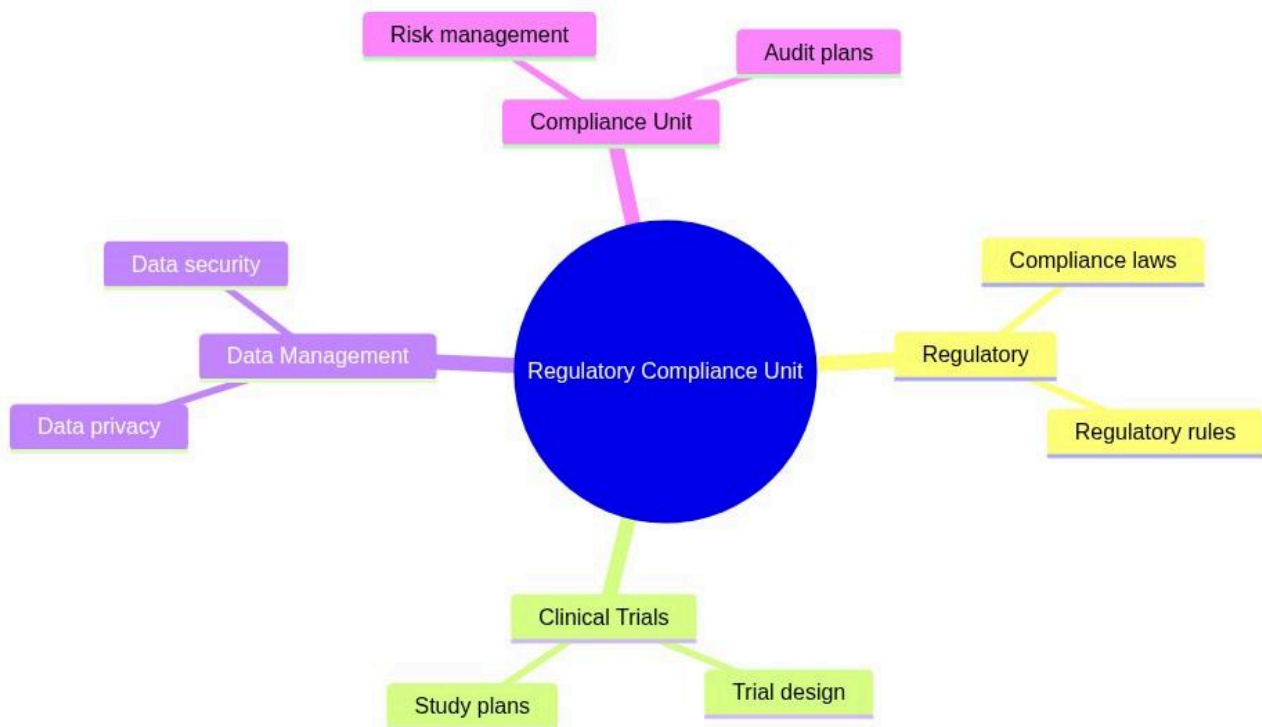 Risk management
Audit plans
Compliance Unit
Data security
Compliance laws
Data Management
Regulatory Compliance Unit
Regulatory
Data privacy
Regulatory rules
Clinical Trials
Study plans
Trial design